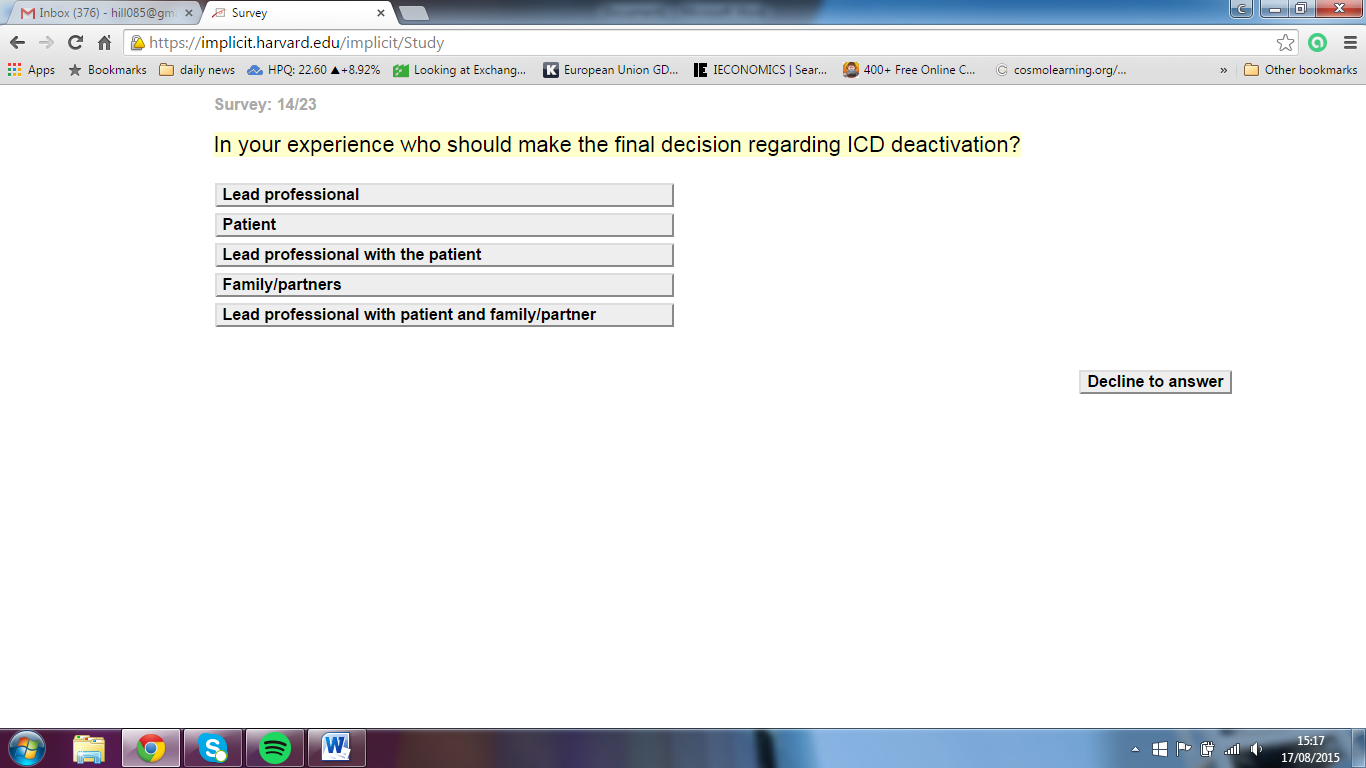 Inbox (376) - hill085@gm
Survey
https://implicit.harvard.edu/implicit/Study
Apps
Bookmarks
daily news
HPQ: 22.60 ▲+8.92%
Looking at Exchang...
European Union GD...
IECONOMICS | Sear...
400+ Free Online C...
cosmolearning.org/...
»
Other bookmarks
Survey: 14/23
In your experience who should make the final decision regarding ICD deactivation?
Lead professional
Patient
Lead professional with the patient
Family/partners
Lead professional with patient and family/partner
Decline to answer
15:17
17/08/2015